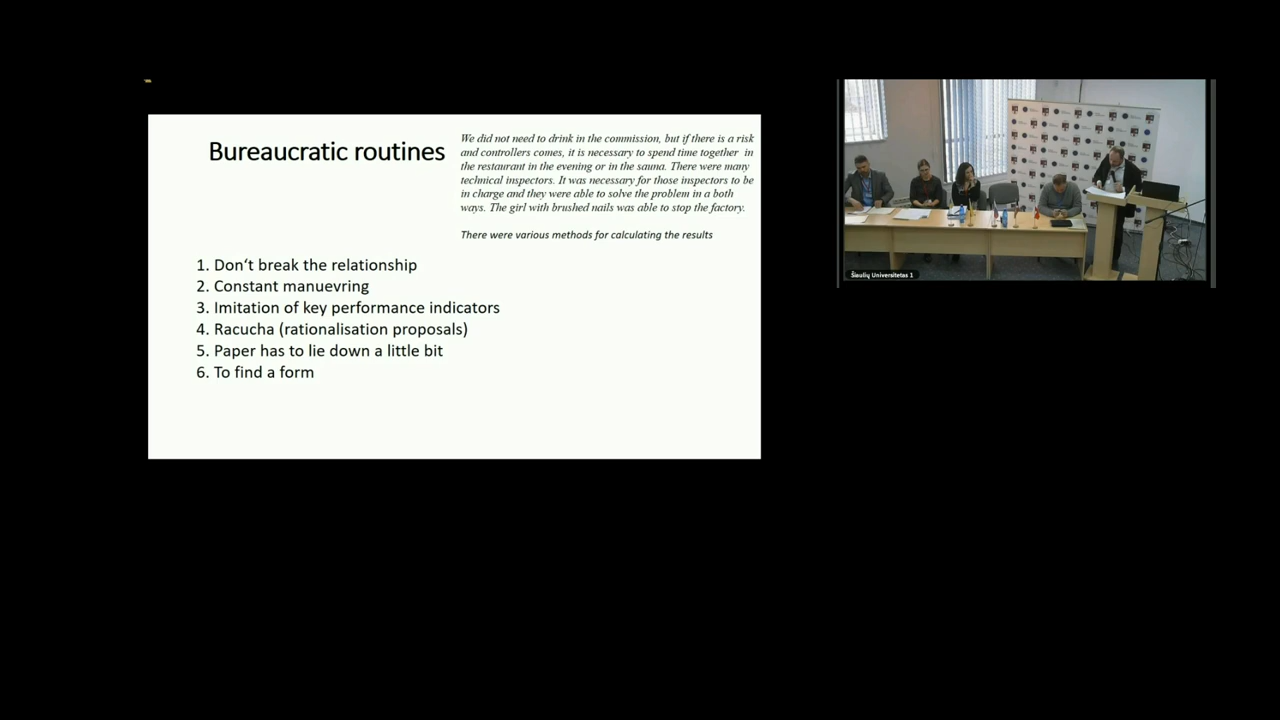 Bureaucratic routines
We did not need to drink in the commission, but if there is a risk
and controllers comes, it is necessary to spend time together in
the restaurant in the evening or in the sauna. There were many
technical inspectors. It was necessary for those inspectors to be
in charge and they were able to solve the problem in a both
ways. The girl with brushed nails was able to stop the factory.
There were various methods for calculating the results
1. Don‘t break the relationship
2. Constant manuevring
3. Imitation of key performance indicators
4. Racucha (rationalisation proposals)
5. Paper has to lie down a little bit
6. To find a form
Šiaulių Universitetas 1